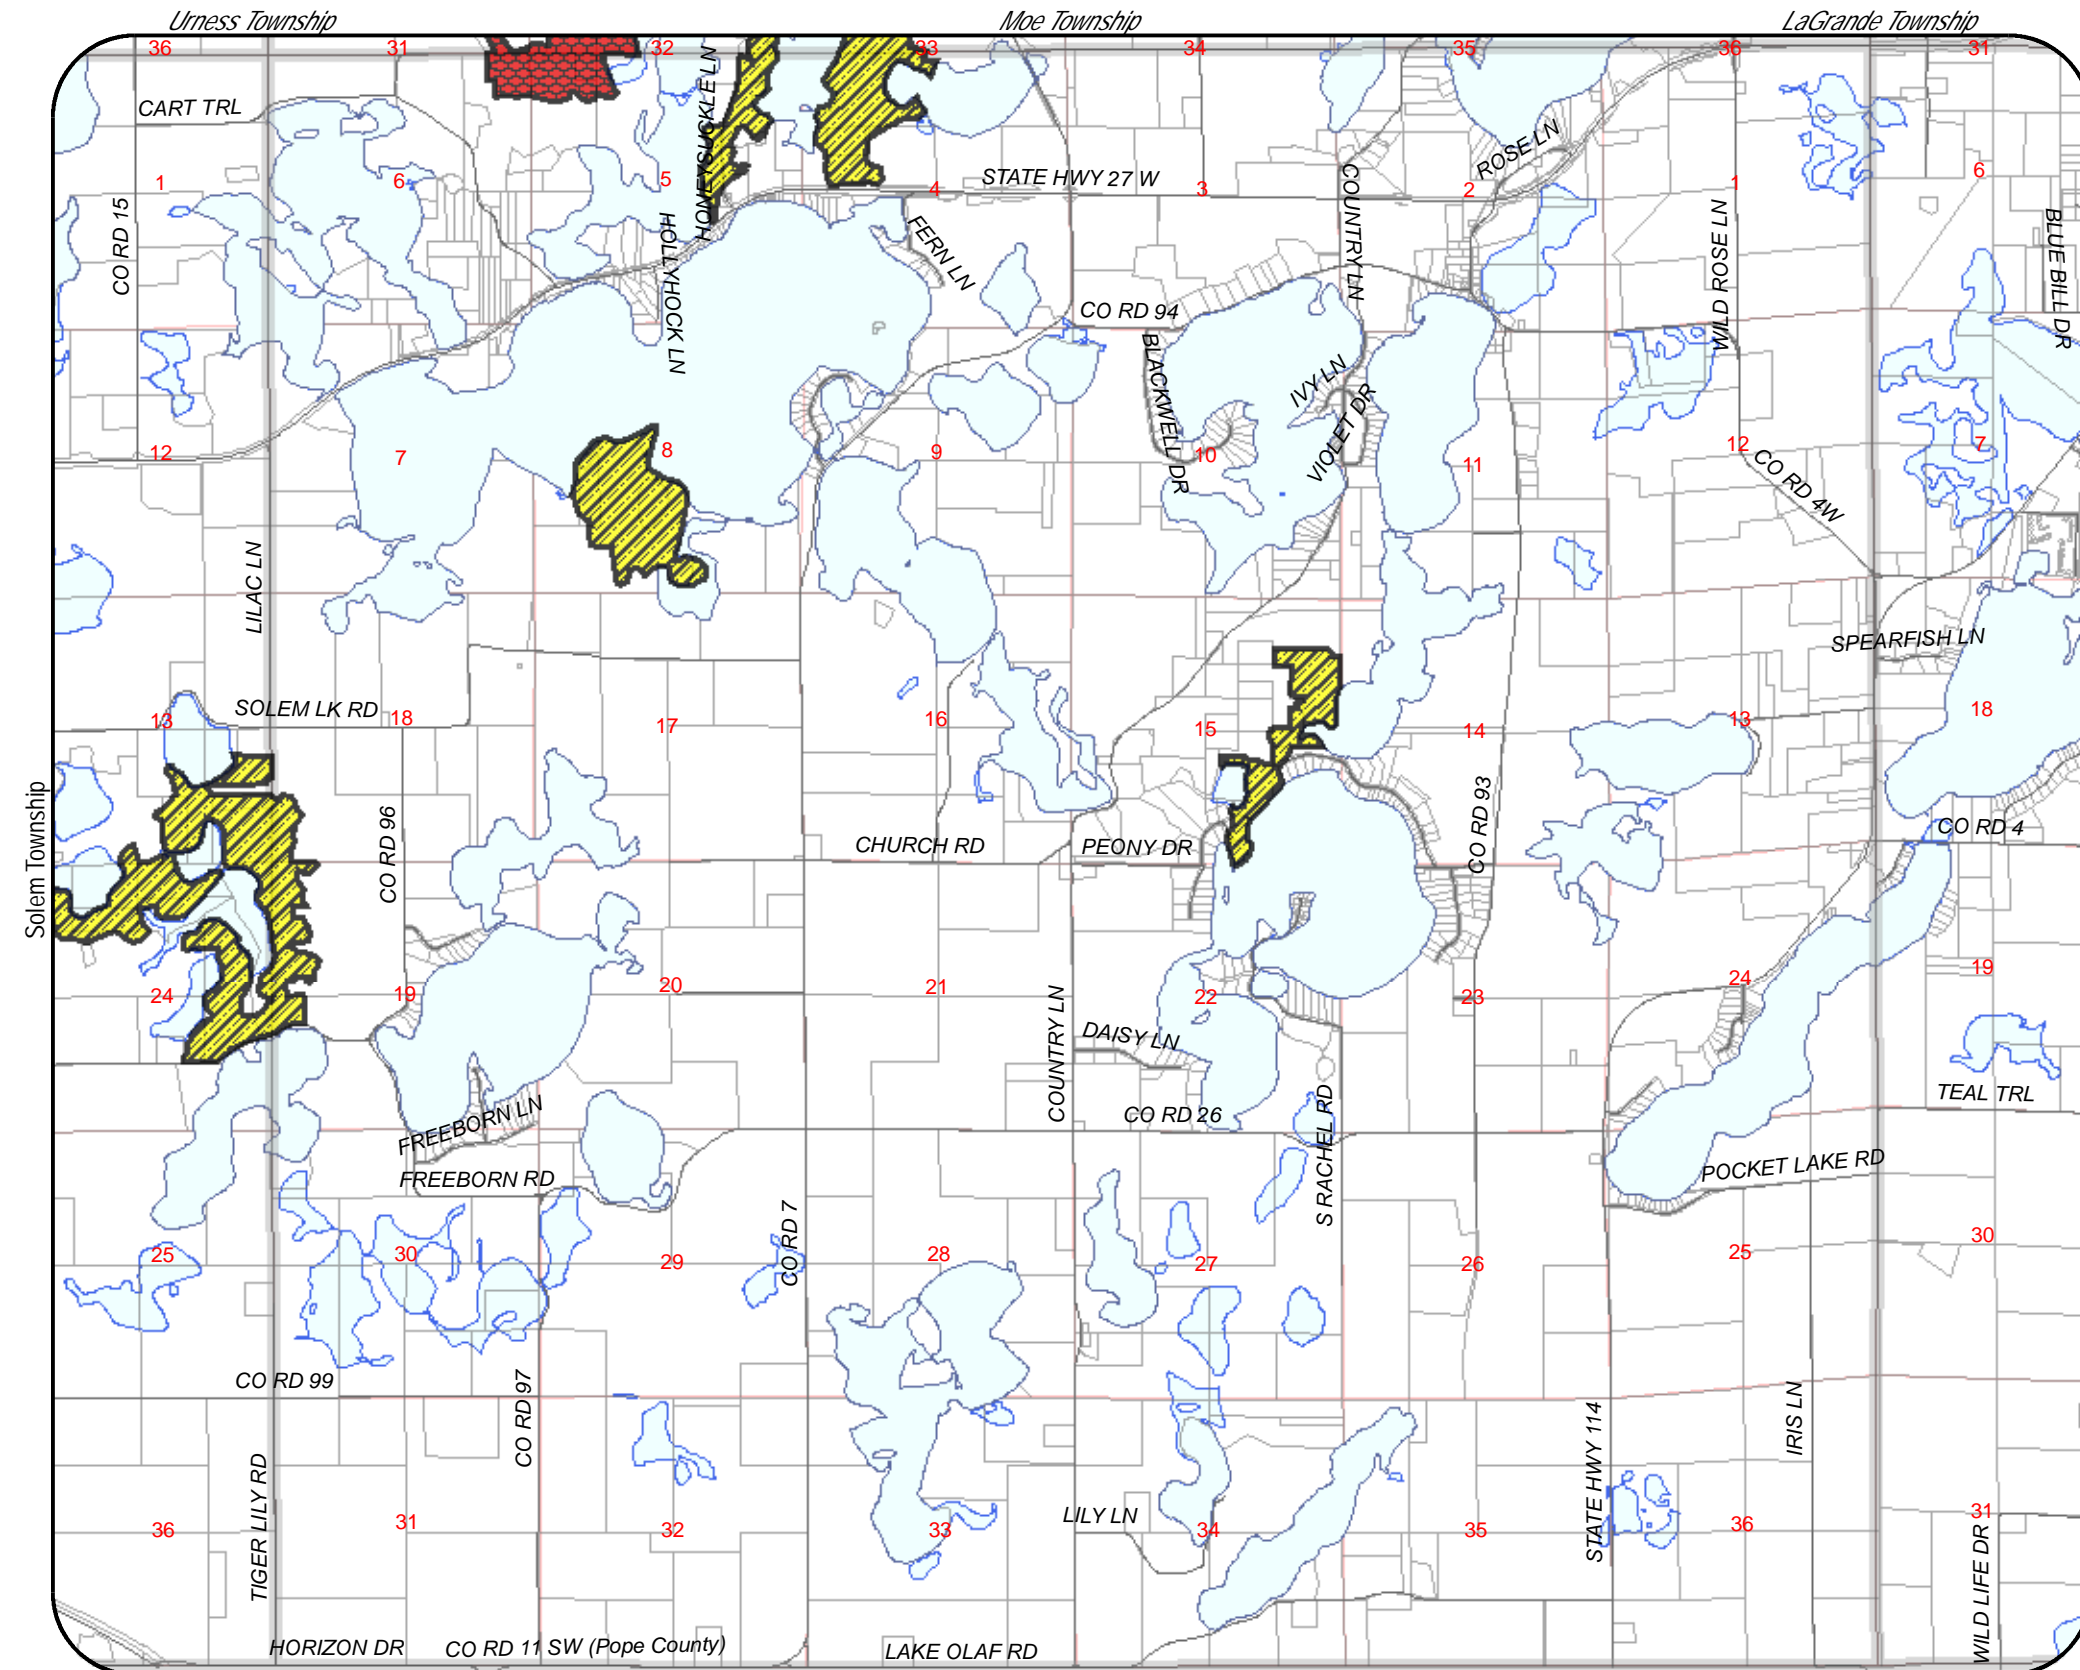 Urness Township
Moe Township
LaGrande Township
36
31
32
33
34
35
36
31
CART TRL
HONEYSUCKLE LN
ROSE LN
1
6
5
4
STATE HWY 27 W
3
2
1
6
CO RD 15
HOLLYHOCK LN
FERN LN
COUNTRY LN
WILD ROSE LN
BLUE BILL DR
CO RD 94
BLACKWELL DR
IVY LN
VIOLET DR
12
7
8
9
10
11
12
7
CO RD 4W
LILAC LN
SPEARFISH LN
13
SOLEM LK RD
18
17
16
15
14
13
18
Solem Township
CO RD 96
CHURCH RD
PEONY DR
CO RD 93
CO RD 4
24
19
20
21
22
23
24
19
COUNTRY LN
DAISY LN
FREEBORN LN
CO RD 26
S RACHEL RD
TEAL TRL
FREEBORN RD
POCKET LAKE RD
25
30
29
CO RD 7
28
27
26
25
30
CO RD 99
CO RD 97
IRIS LN
STATE HWY 114
TIGER LILY RD
36
31
32
33
LILY LN
34
35
36
31
WILD LIFE DR
HORIZON DR
CO RD 11 SW (Pope County)
LAKE OLAF RD